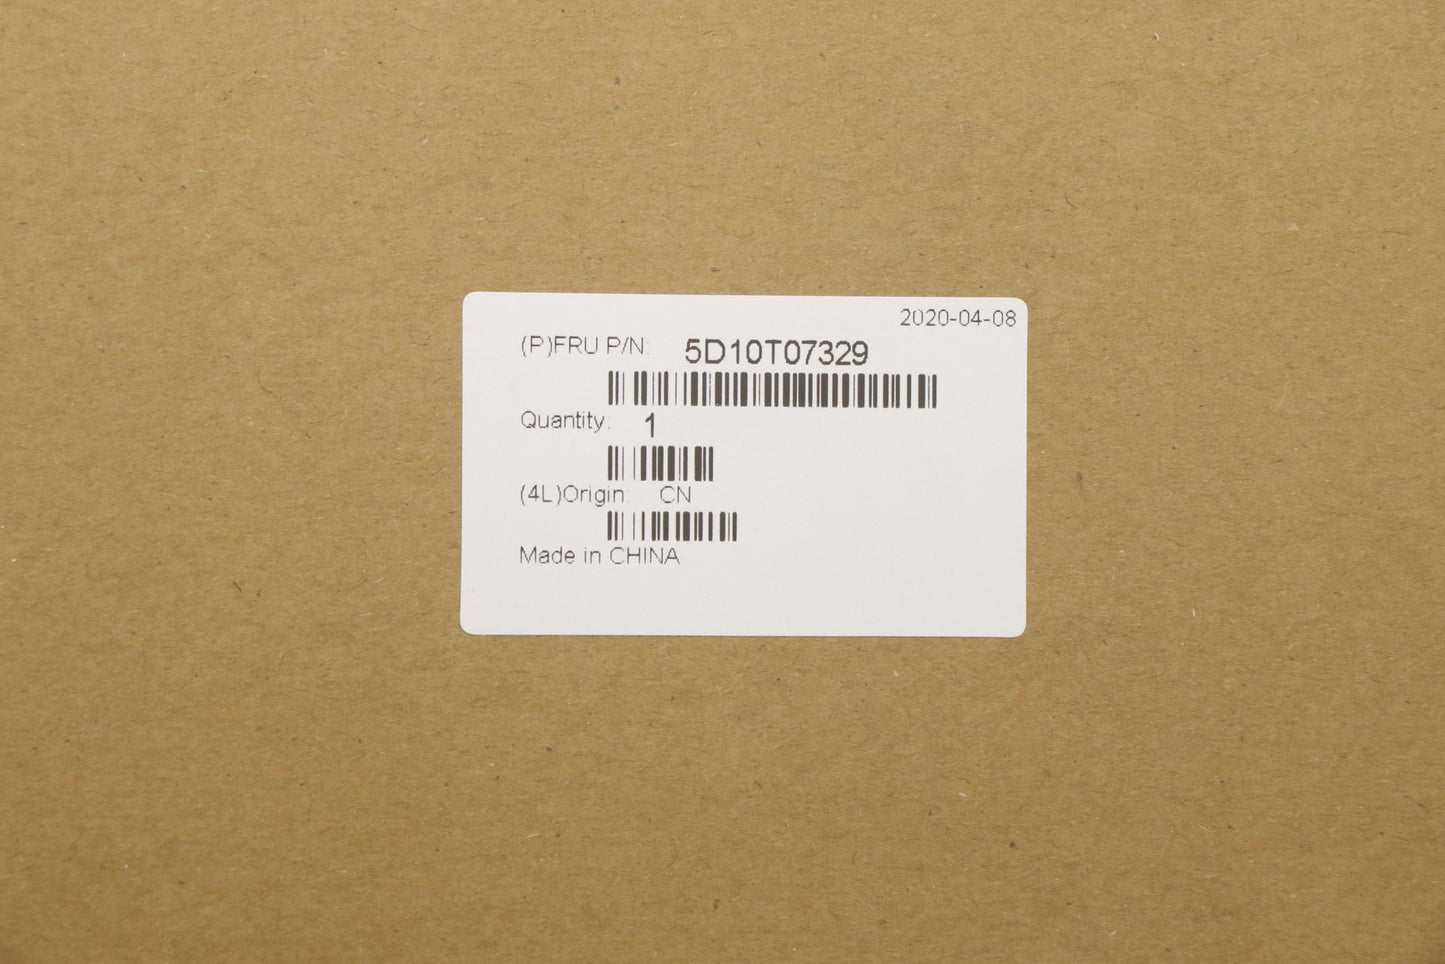 2020-04-08
(P)FRU P/N: 5D10T07329
Quantity: 1
(4L)Origin: CN
Made in CHINA